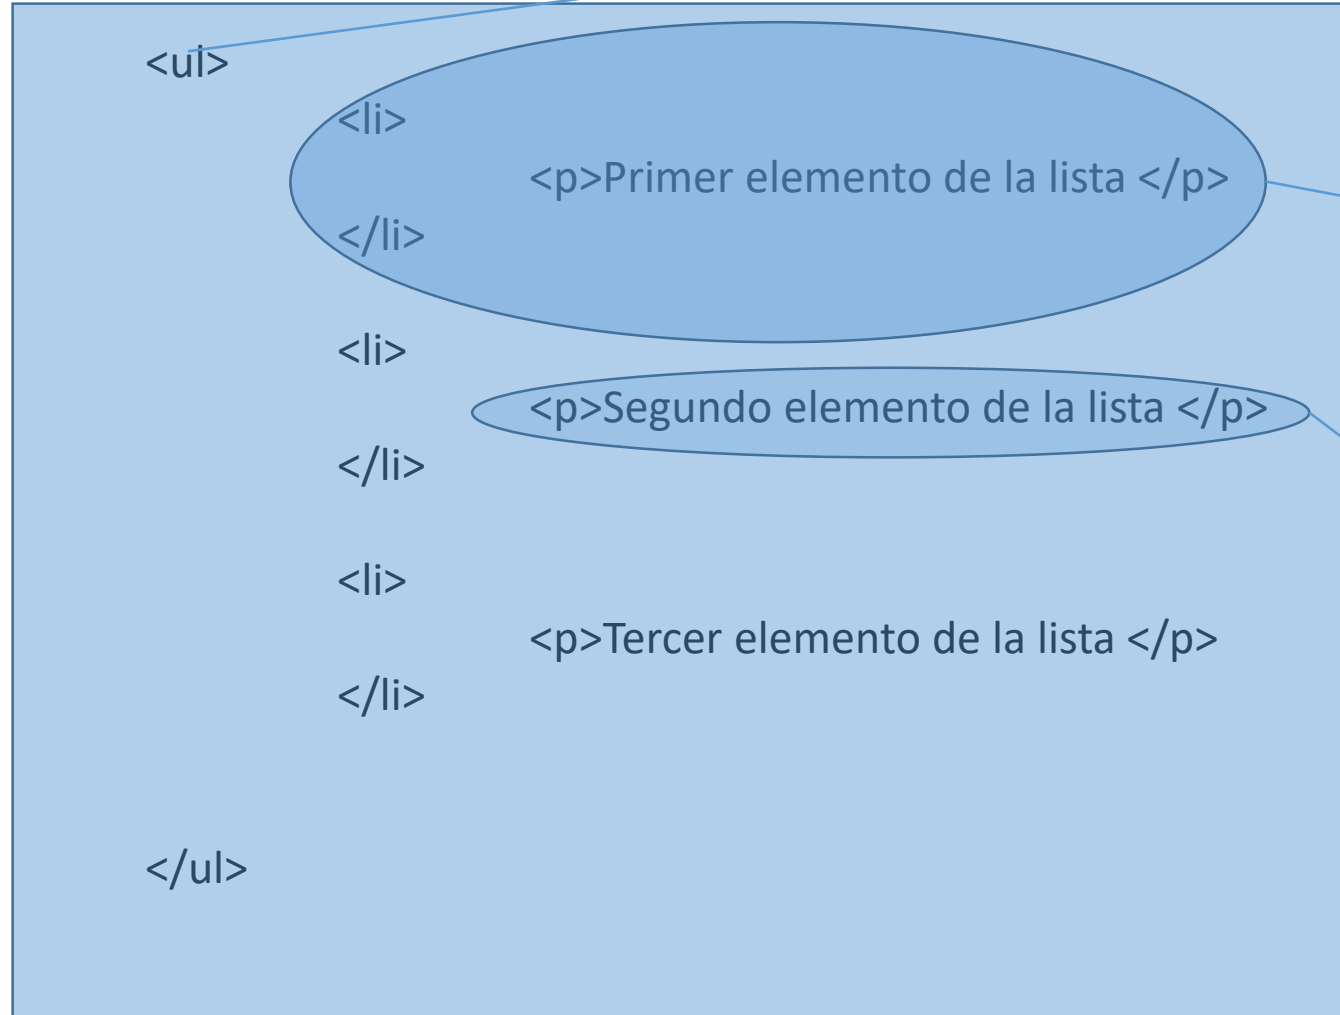 <ul>
<li>
<p>Primer elemento de la lista </p>
</li>
<li>
<p>Segundo elemento de la lista </p>
</li>
<li>
<p>Tercer elemento de la lista </p>
</li>
</ul>